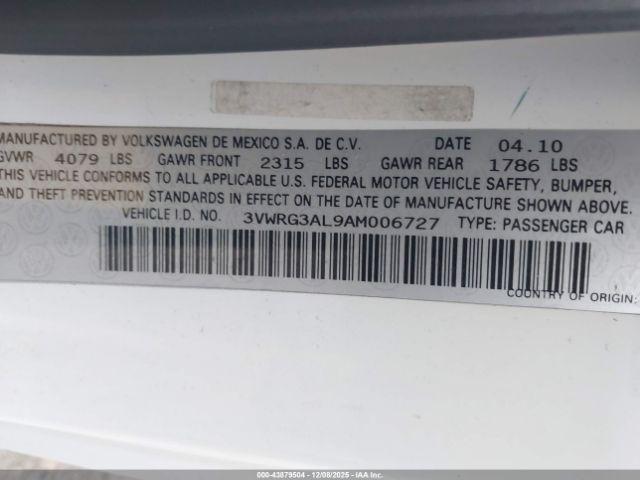 MANUFACTURED BY VOLKSWAGEN DE MEXICO S.A. DE C.V. DATE 04.10
GVWR 4079 LBS GAWR FRONT 2315 LBS GAWR REAR 1786 LBS
THIS VEHICLE CONFORMS TO ALL APPLICABLE U.S. FEDERAL MOTOR VEHICLE SAFETY, BUMPER,
AND THEFT PREVENTION STANDARDS IN EFFECT ON THE DATE OF MANUFACTURE SHOWN ABOVE.
VEHICLE I.D. NO. 3VWRG3AL9AM006727 TYPE: PASSENGER CAR
COUNTRY OF ORIGIN:
000-43879504 | 12/08/2025 - IAAI.COM